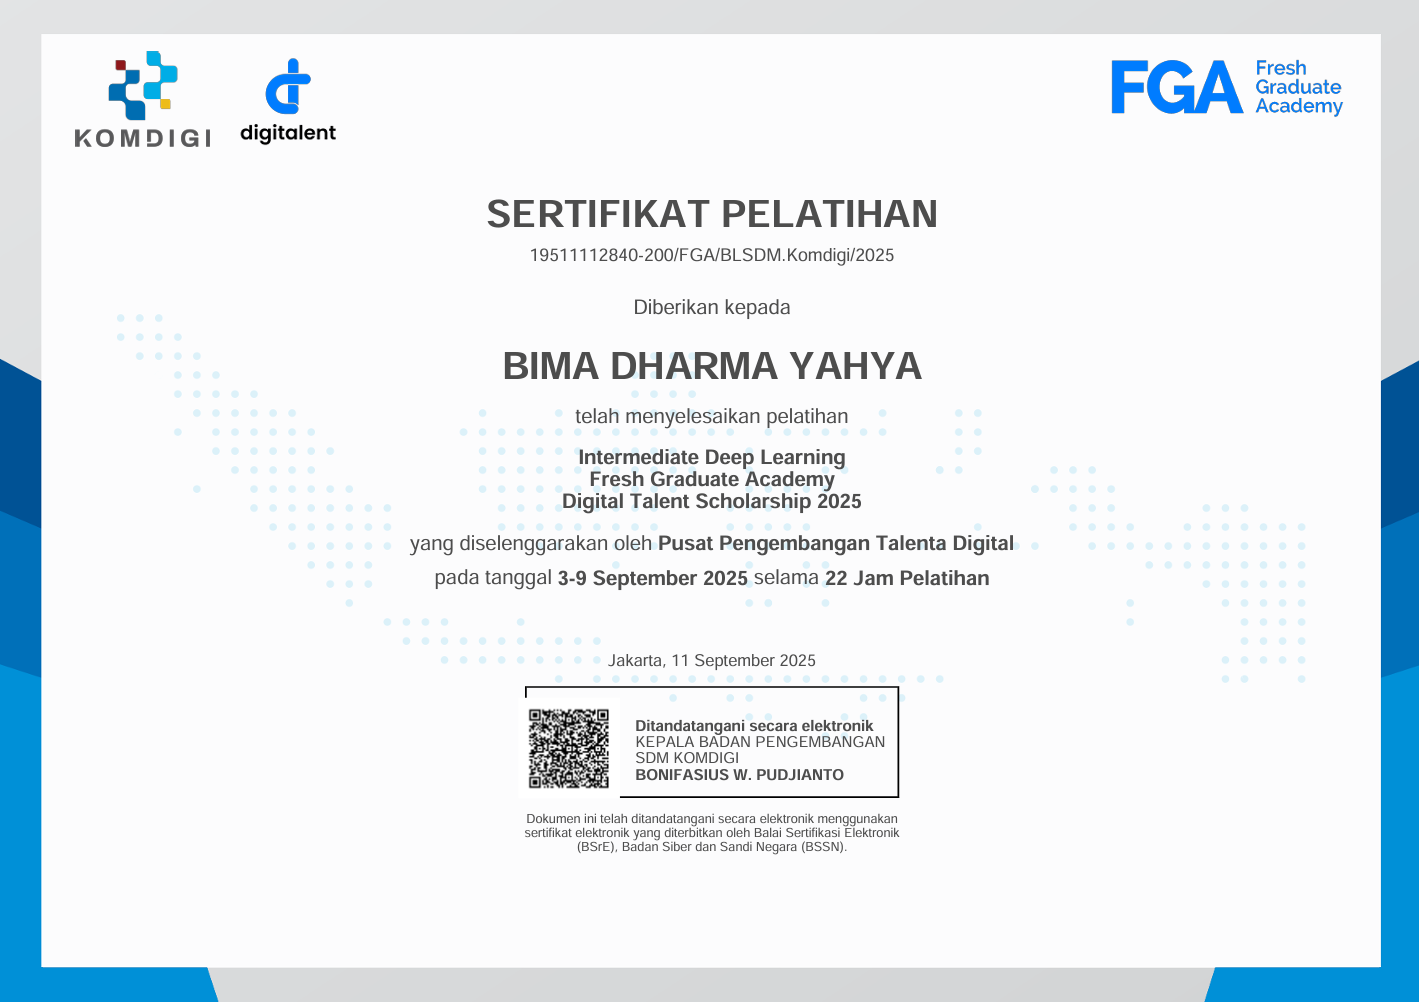 KOMDIGI
digitalent
FGA
Fresh
Graduate
Academy
SERTIFIKAT PELATIHAN
19511112840-200/FGA/BLSDM.Komdigi/2025
Diberikan kepada
BIMA DHARMA YAHYA
telah menyelesaikan pelatihan
Intermediate Deep Learning
Fresh Graduate Academy
Digital Talent Scholarship 2025
yang diselenggarakan oleh Pusat Pengembangan Talenta Digital
pada tanggal 3-9 September 2025 selama 22 Jam Pelatihan
Jakarta, 11 September 2025
Ditandatangani secara elektronik
KEPALA BADAN PENGEMBANGAN
SDM KOMDIGI
BONIFASIUS W. PUDJIANTO
Dokumen ini telah ditandatangani secara elektronik menggunakan
sertifikat elektronik yang diterbitkan oleh Balai Sertifikasi Elektronik
(BSrE), Badan Siber dan Sandi Negara (BSSN).